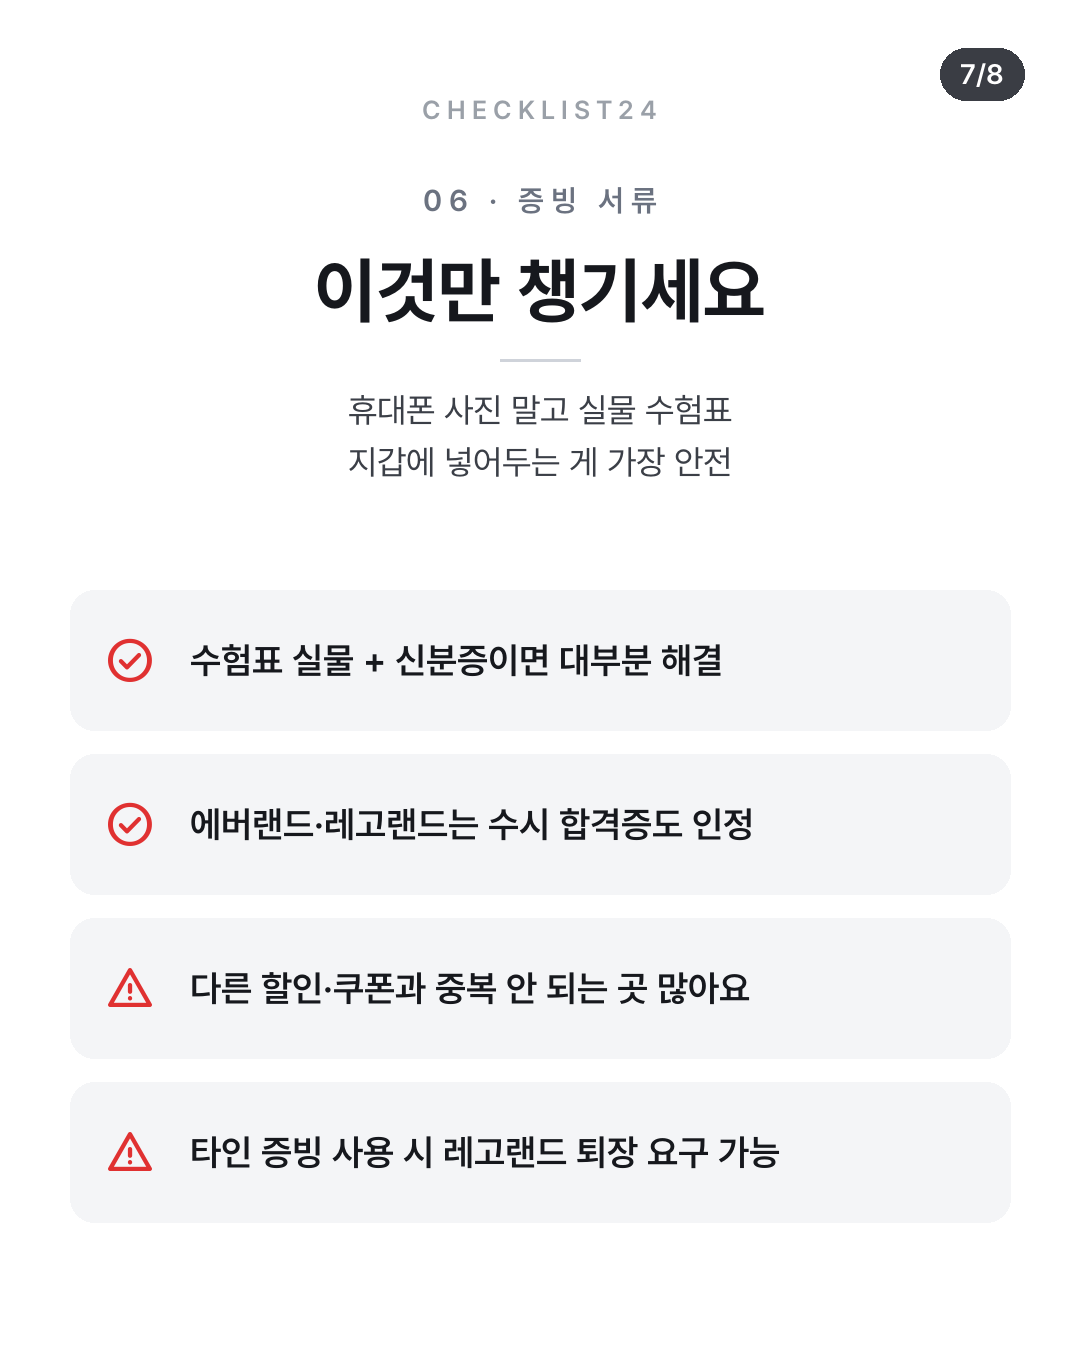 7/8
CHECKLIST24
06 · 증빙 서류
이것만 챙기세요
휴대폰 사진 말고 실물 수험표
지갑에 넣어두는 게 가장 안전
수험표 실물 + 신분증이면 대부분 해결
에버랜드·레고랜드는 수시 합격증도 인정
다른 할인·쿠폰과 중복 안 되는 곳 많아요
타인 증빙 사용 시 레고랜드 퇴장 요구 가능